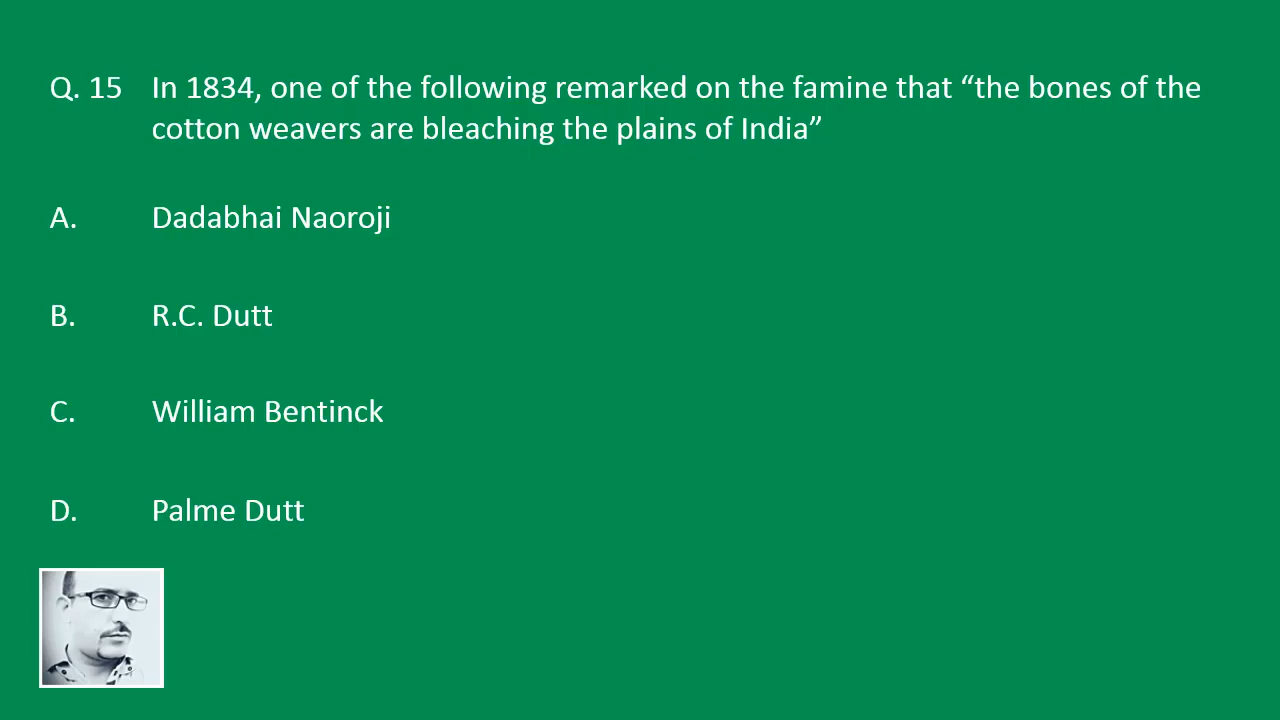 Q. 15 In 1834, one of the following remarked on the famine that “the bones of the
cotton weavers are bleaching the plains of India”
A. Dadabhai Naoroji
B. R.C. Dutt
C. William Bentinck
D. Palme Dutt